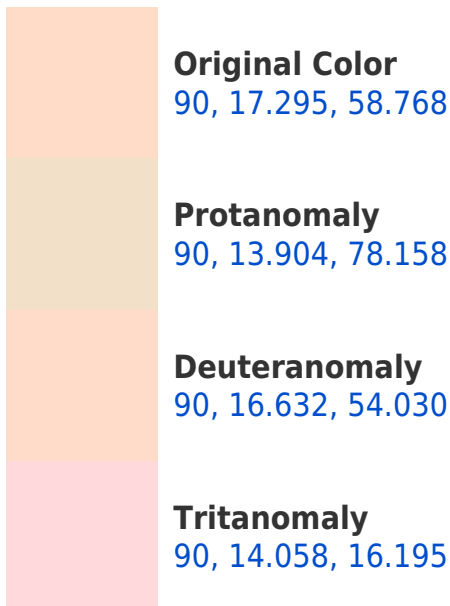 Original Color
90, 17.295, 58.768
Protanomaly
90, 13.904, 78.158
Deuteranomaly
90, 16.632, 54.030
Tritanomaly
90, 14.058, 16.195